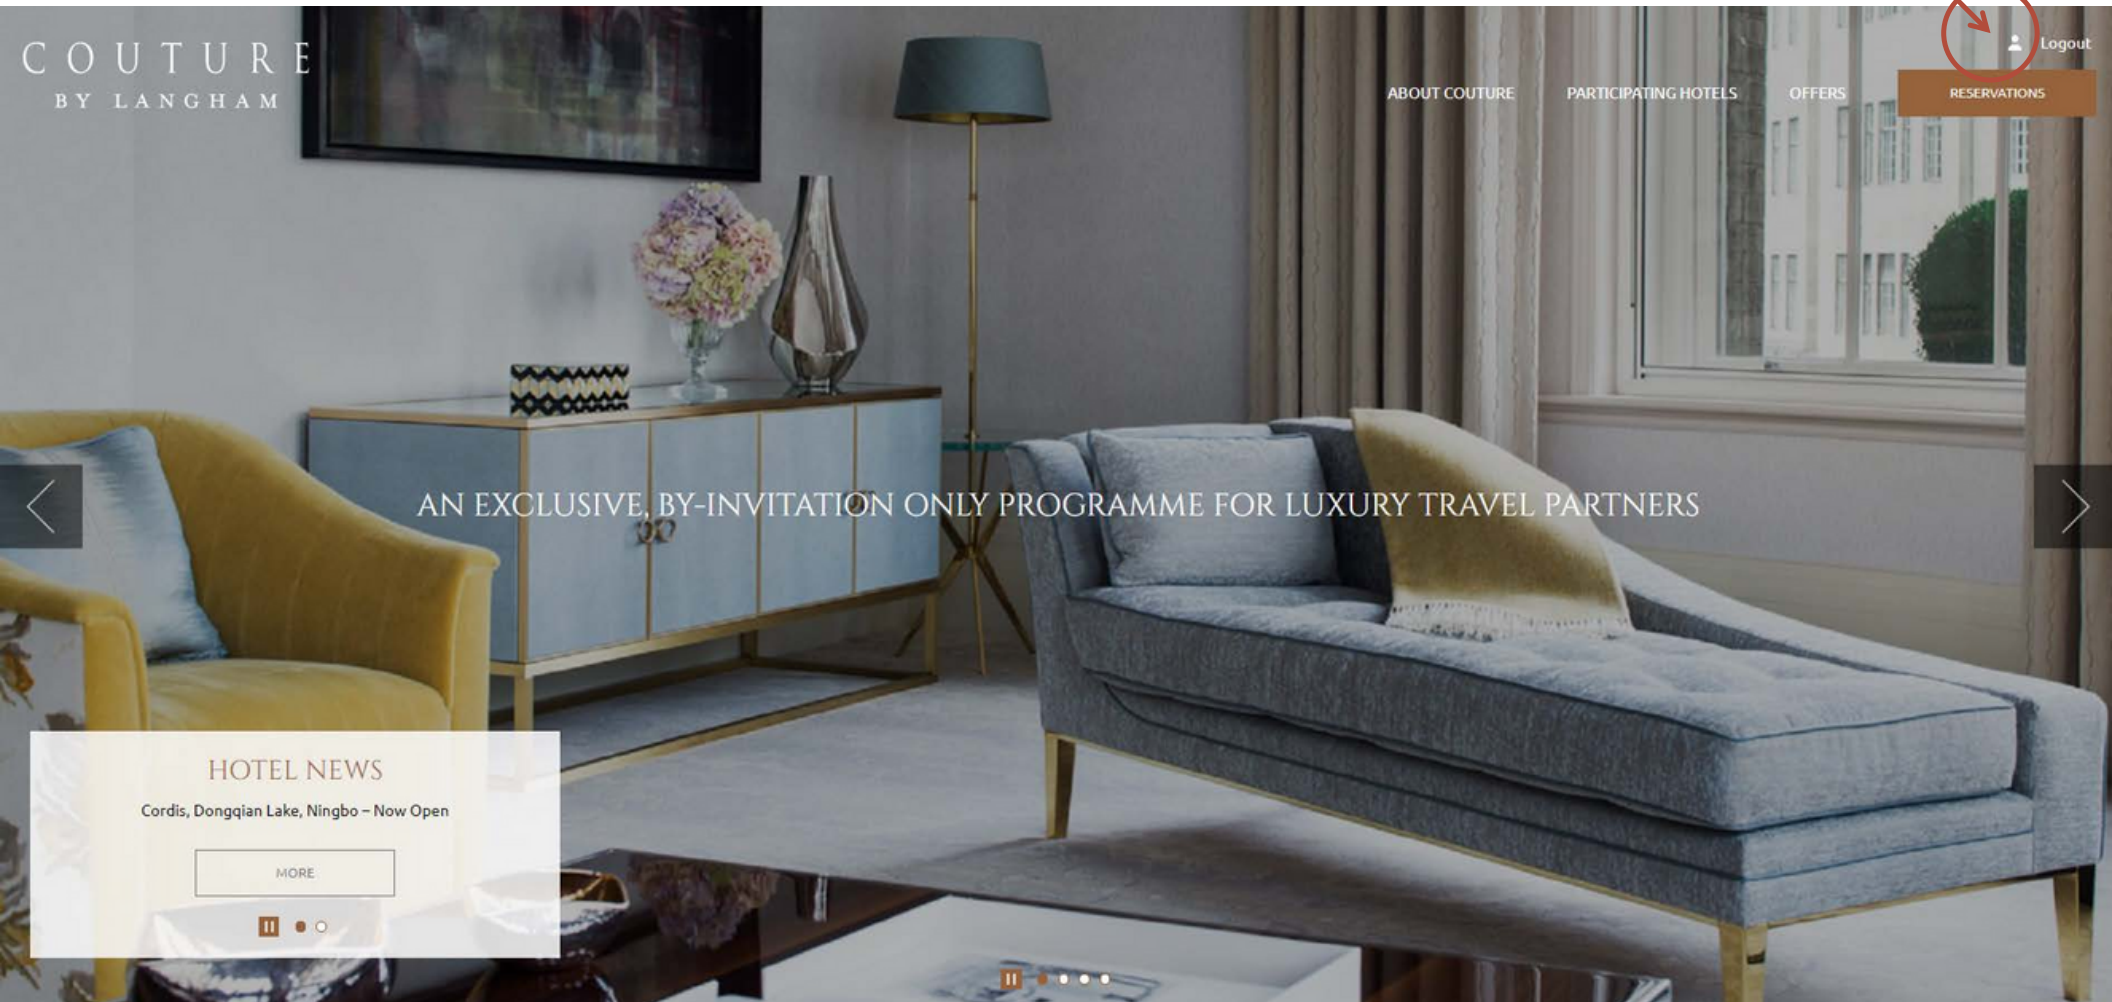 COUTURE
BY LANGHAM
Logout
ABOUT COUTURE
PARTICIPATING HOTELS
OFFERS
RESERVATIONS
AN EXCLUSIVE, BY-INVITATION ONLY PROGRAMME FOR LUXURY TRAVEL PARTNERS
HOTEL NEWS
Cordis, Dongqian Lake, Ningbo – Now Open
MORE